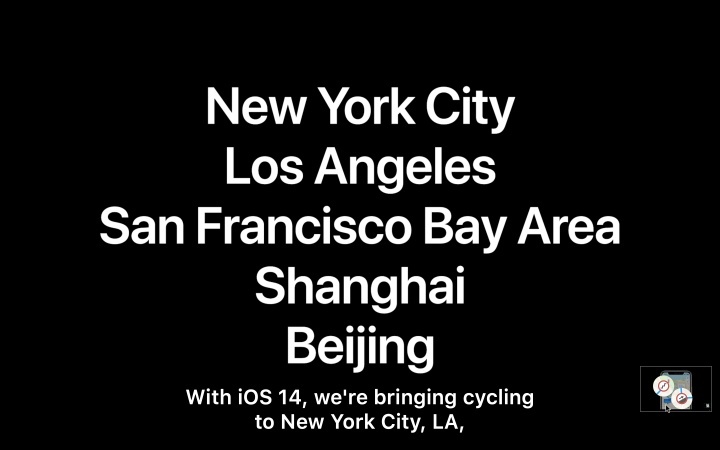 New York City
Los Angeles
San Francisco Bay Area
Shanghai
Beijing
With iOS 14, we're bringing cycling
to New York City, LA,